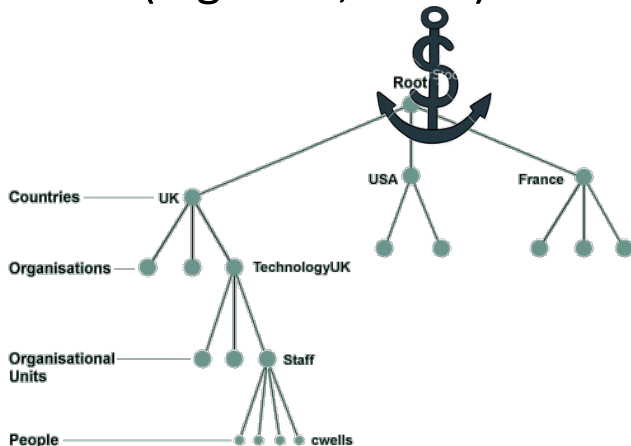 Root
USA
France
Countries
UK
Organisations
TechnologyUK
Organisational
Units
Staff
People
cwells